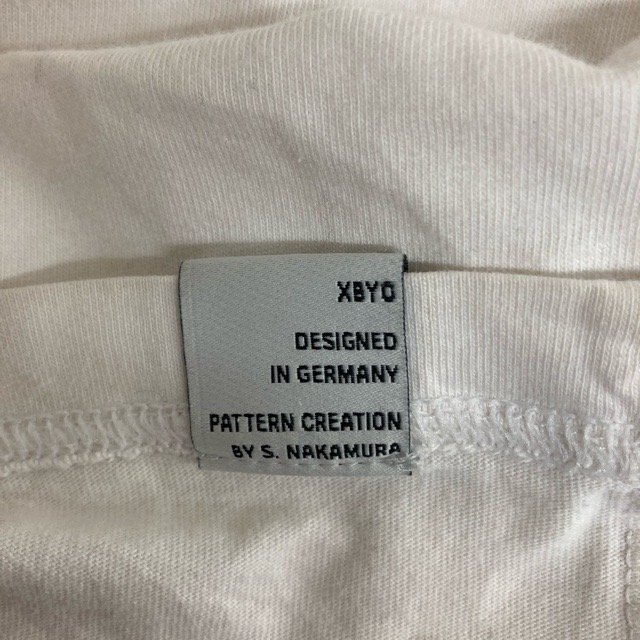 XBYO
DESIGNED
IN GERMANY
PATTERN CREATION
BY S. NAKAMURA